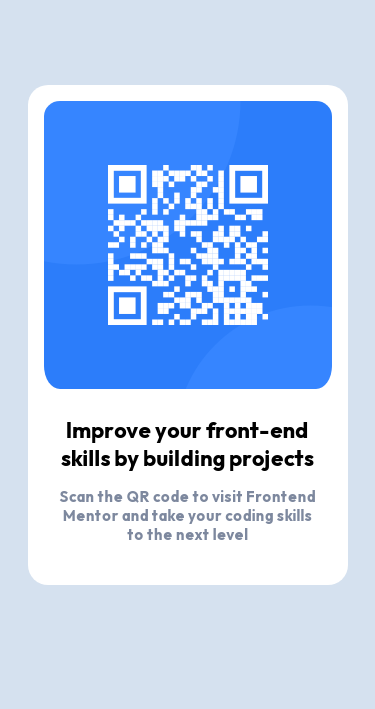 Improve your front-end
skills by building projects
Scan the QR code to visit Frontend
Mentor and take your coding skills
to the next level